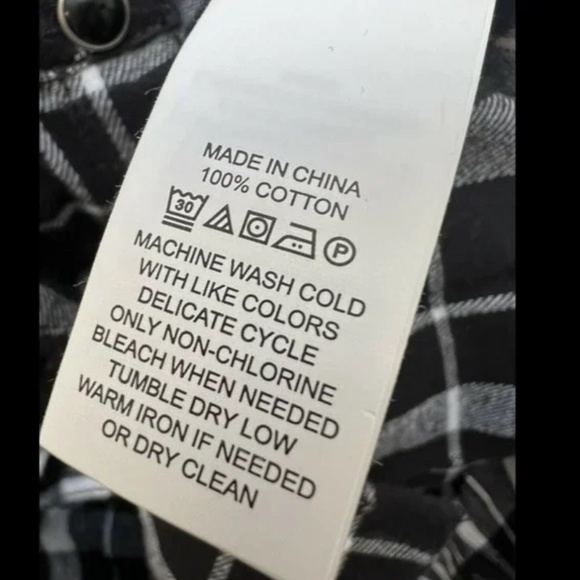 MADE IN CHINA
100% COTTON
30 P
MACHINE WASH COLD
WITH LIKE COLORS
DELICATE CYCLE
ONLY NON-CHLORINE
BLEACH WHEN NEEDED
TUMBLE DRY LOW
WARM IRON IF NEEDED
OR DRY CLEAN